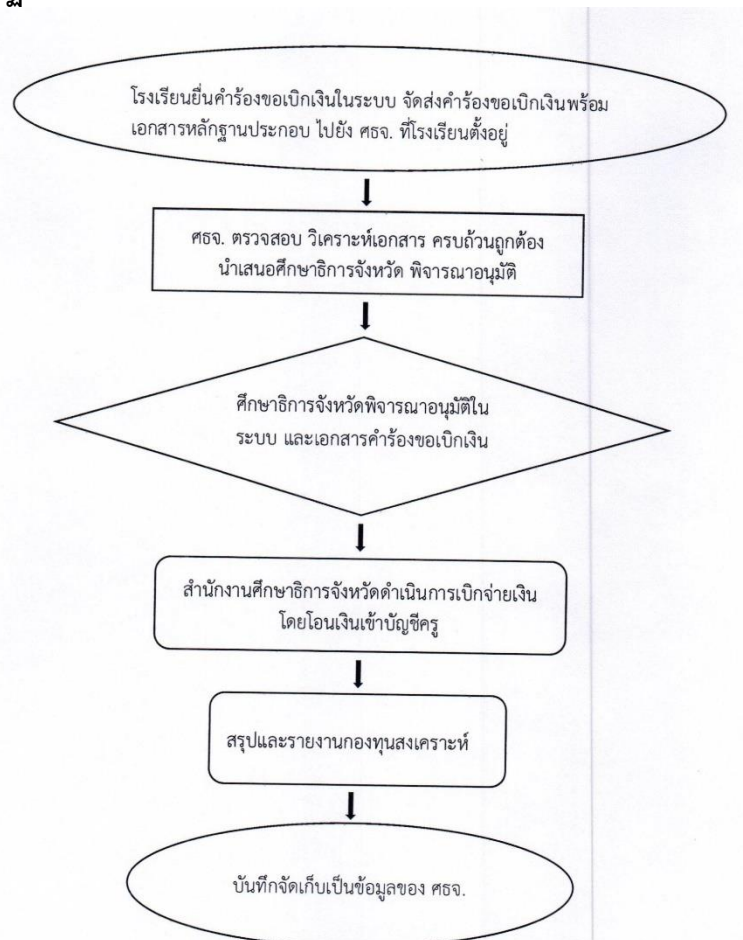 โรงเรียนยื่นคำร้องขอเบิกเงินในระบบ จัดส่งคำร้องขอเบิกเงินพร้อม
เอกสารหลักฐานประกอบ ไปยัง ศธจ. ที่โรงเรียนตั้งอยู่
ศธจ. ตรวจสอบ วิเคราะห์เอกสาร ครบถ้วนถูกต้อง
นำเสนอศึกษาธิการจังหวัด พิจารณาอนุมัติ
ศึกษาธิการจังหวัดพิจารณาอนุมัติใน
ระบบ และเอกสารคำร้องขอเบิกเงิน
สำนักงานศึกษาธิการจังหวัดดำเนินการเบิกจ่ายเงิน
โดยโอนเงินเข้าบัญชีครู
สรุปและรายงานกองทุนสงเคราะห์
บันทึกจัดเก็บเป็นข้อมูลของ ศธจ.